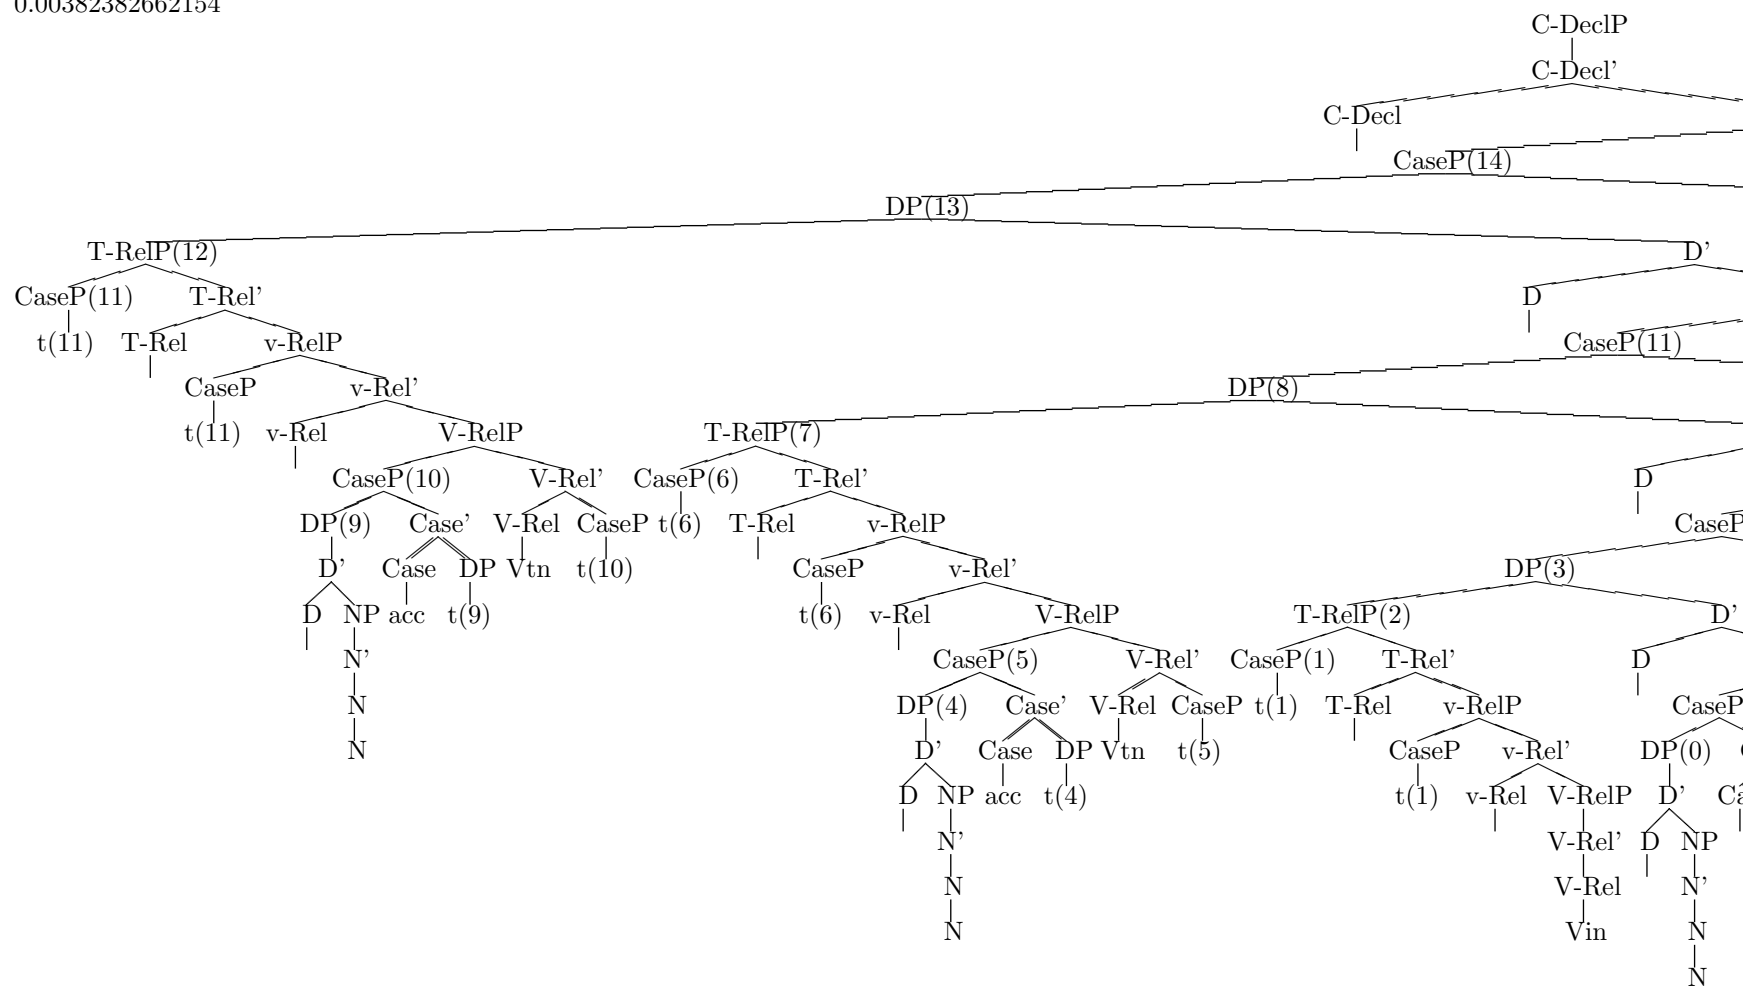 0.00382382662154
C-DeclP
C-Decl’
C-Decl
CaseP(14)
DP(13)
T-RelP(12) D’
CaseP(11) T-Rel’ D
t(11) T-Rel v-RelP CaseP(11)
CaseP v-Rel’ DP(8)
t(11) v-Rel V-RelP T-RelP(7)
CaseP(10) V-Rel’ CaseP(6) T-Rel’ D
DP(9) Case’ V-Rel CaseP t(6) T-Rel v-RelP CaseP
D’ Case DP Vtn t(10) CaseP v-Rel’ DP(3)
D NP acc t(9) t(6) v-Rel V-RelP T-RelP(2) D’
N’ CaseP(5) V-Rel’ CaseP(1) T-Rel’ D
N DP(4) Case’ V-Rel CaseP t(1) T-Rel v-RelP CaseP
N D’ Case DP Vtn t(5) CaseP v-Rel’ DP(0)
D NP acc t(4) t(1) v-Rel V-RelP D’
N’ V-Rel’ D NP
N V-Rel N’
N Vin N
N